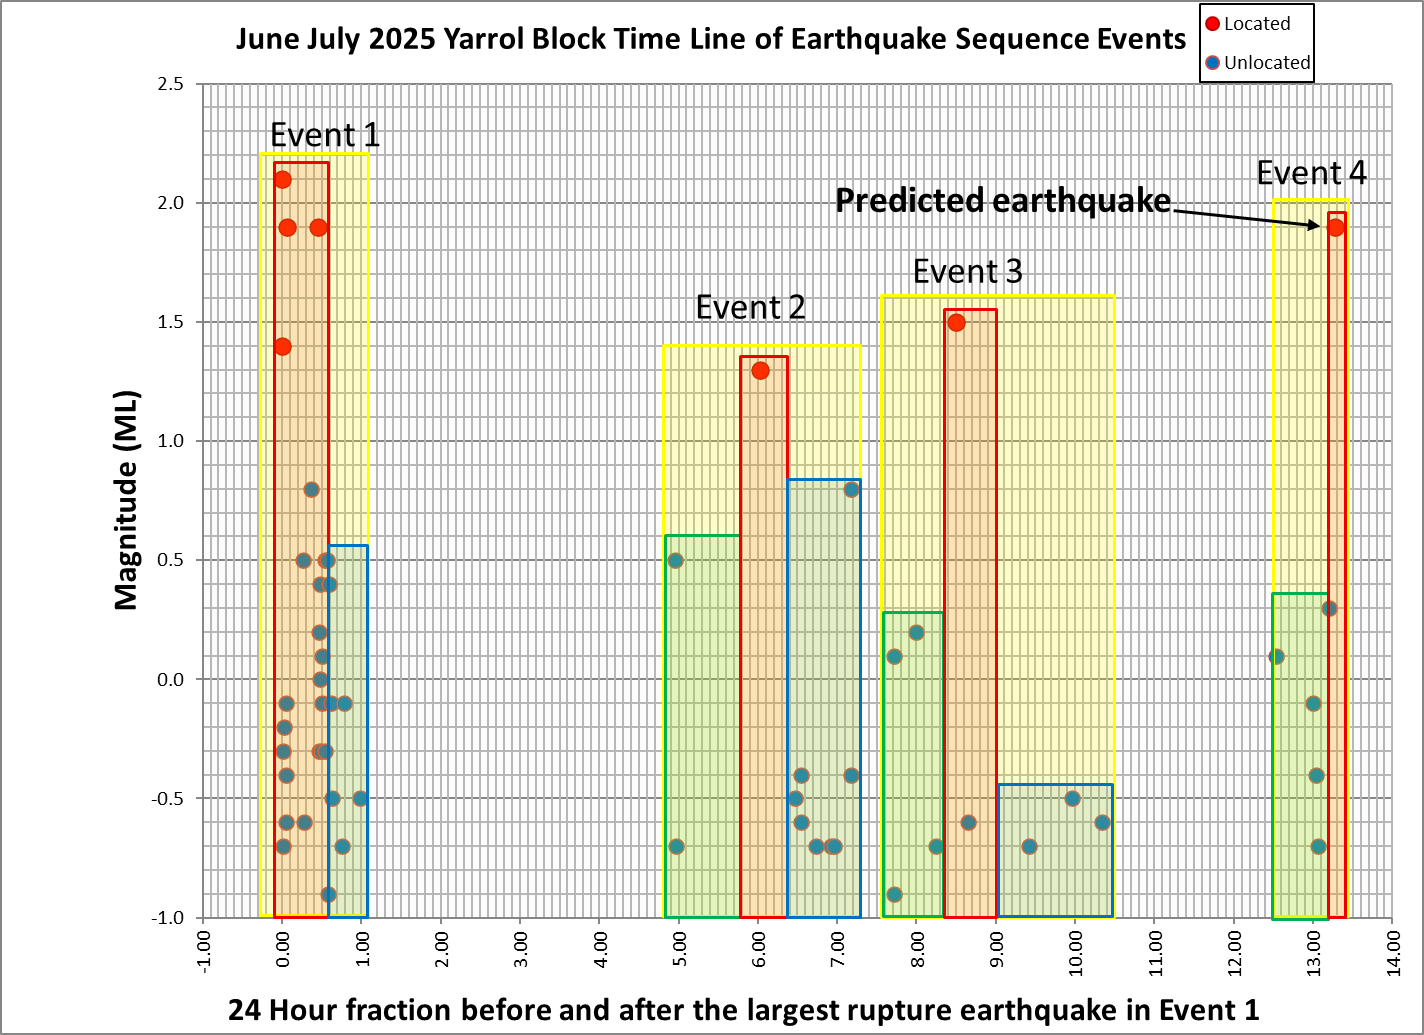 June July 2025 Yarrol Block Time Line of Earthquake Sequence Events
Located
Unlocated
2.5
2.0
1.5
1.0
0.5
0.0
-0.5
-1.0
Magnitude (ML)
Event 1
Event 2
Event 3
Event 4
Predicted earthquake
-1.00
0.00
1.00
2.00
3.00
4.00
5.00
6.00
7.00
8.00
9.00
10.00
11.00
12.00
13.00
14.00
24 Hour fraction before and after the largest rupture earthquake in Event 1